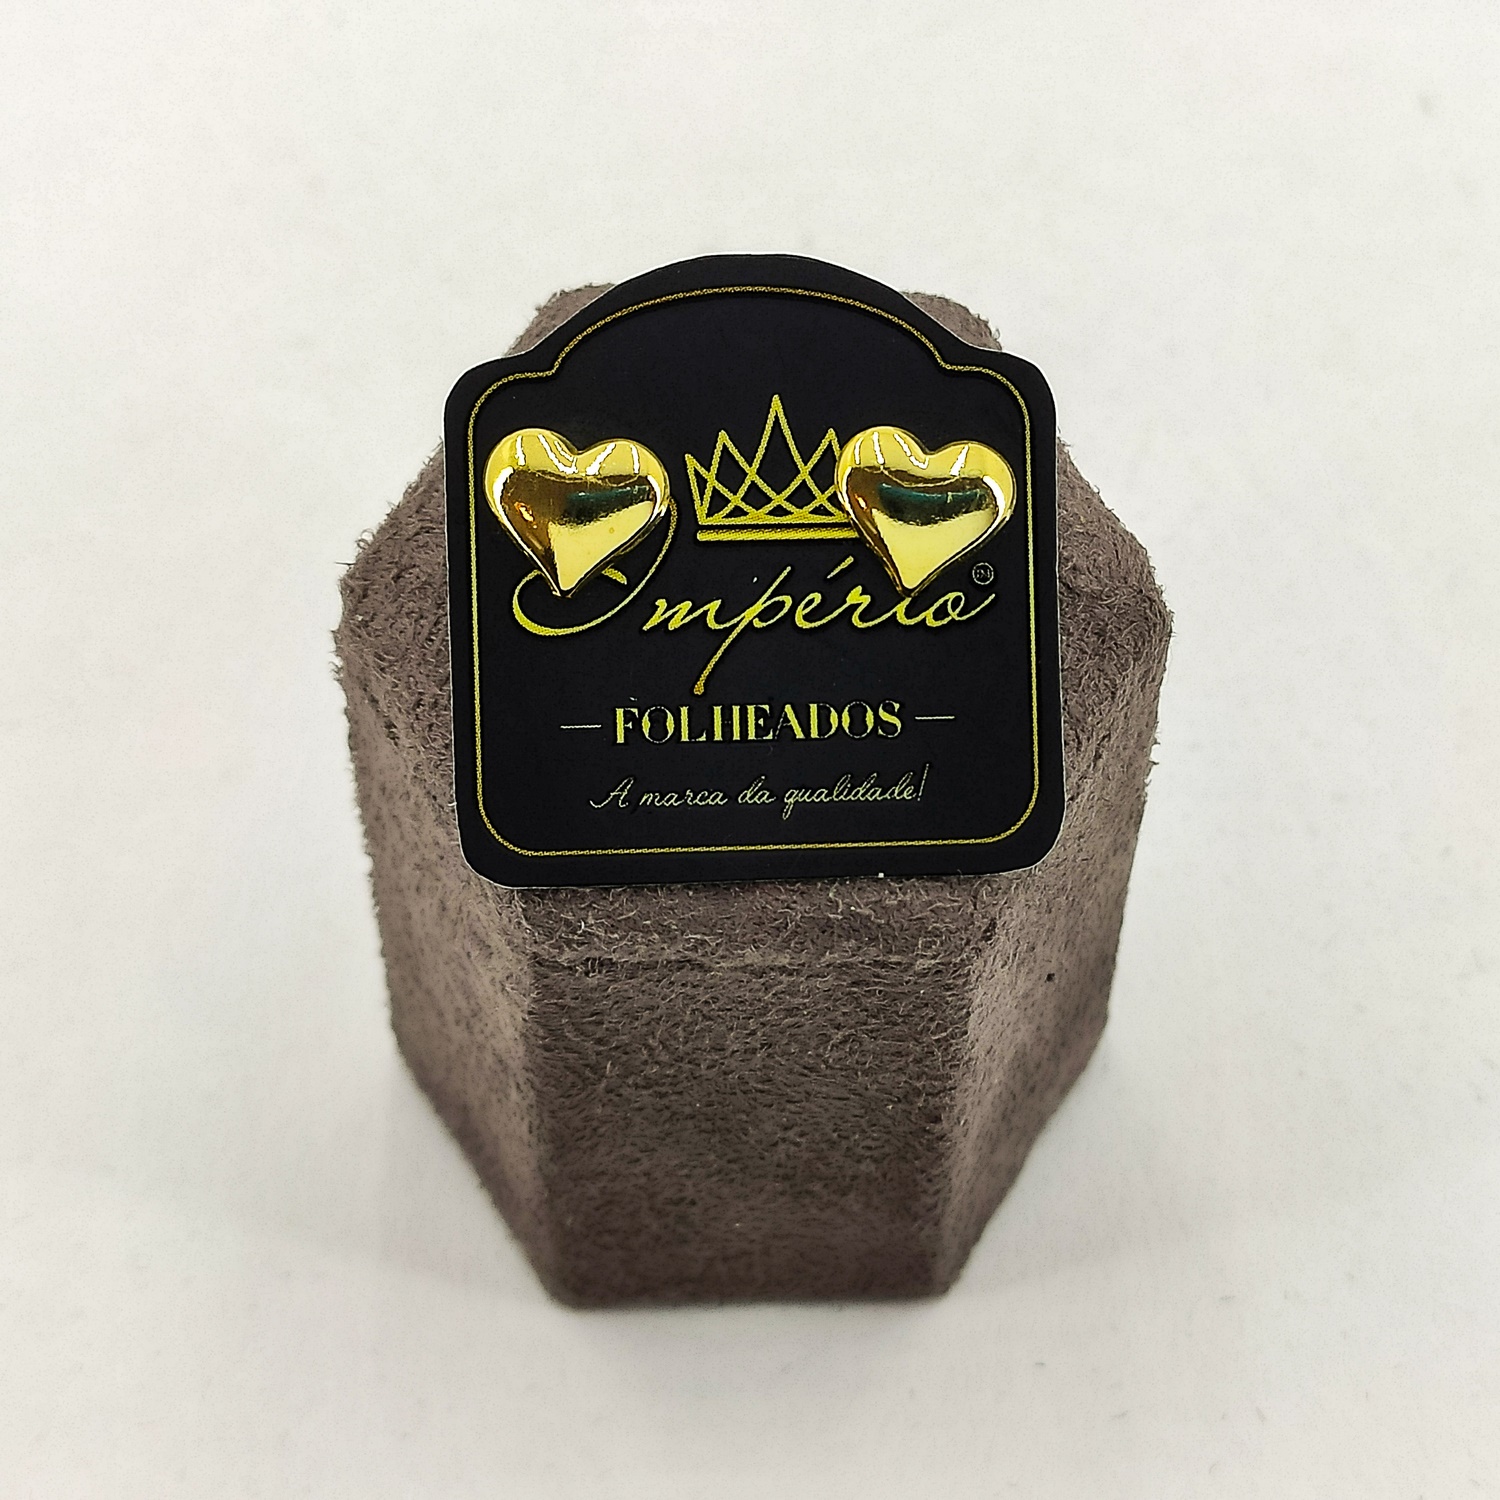 Império
FOLHEADOS
A marca da qualidade!